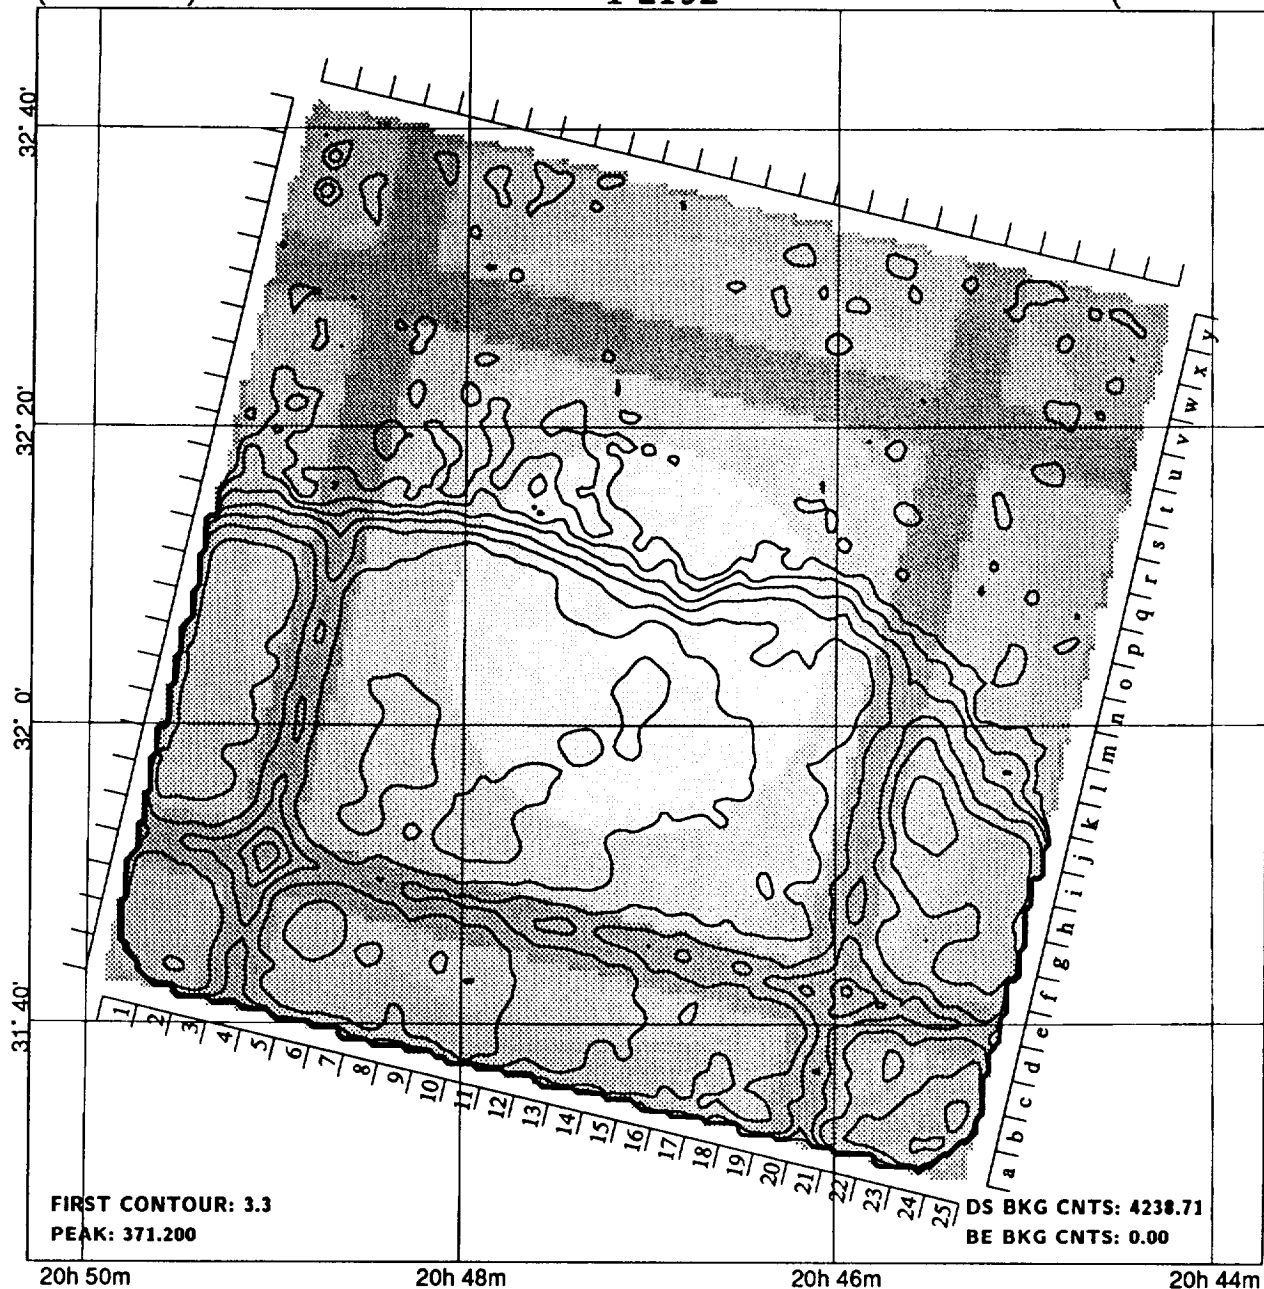 32° 40'
32° 20'
32° 0'
31° 40'
1 2 3 4 5 6 7 8 9 10 11 12 13 14 15 16 17 18 19 20 21 22 23 24 25
a b c d e f g h i j k l m n o p q r s t u v w x y
FIRST CONTOUR: 3.3
PEAK: 371.200
DS BKG CNTS: 4238.71
BE BKG CNTS: 0.00
20h 50m
20h 48m
20h 46m
20h 44m